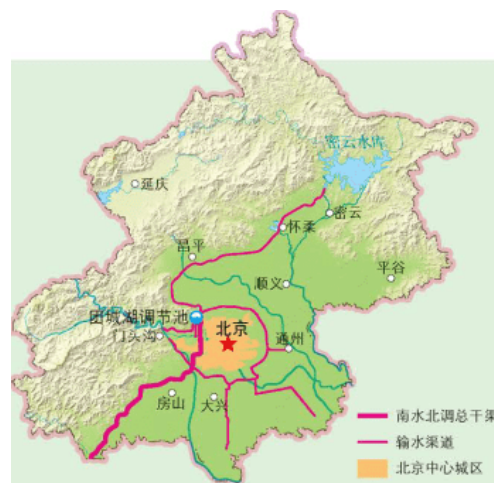 密云水库
延庆
密云
怀柔
昌平
平谷
顺义
团城湖调节池
北京
门头沟
通州
房山
大兴
南水北调总干渠
输水渠道
北京中心城区